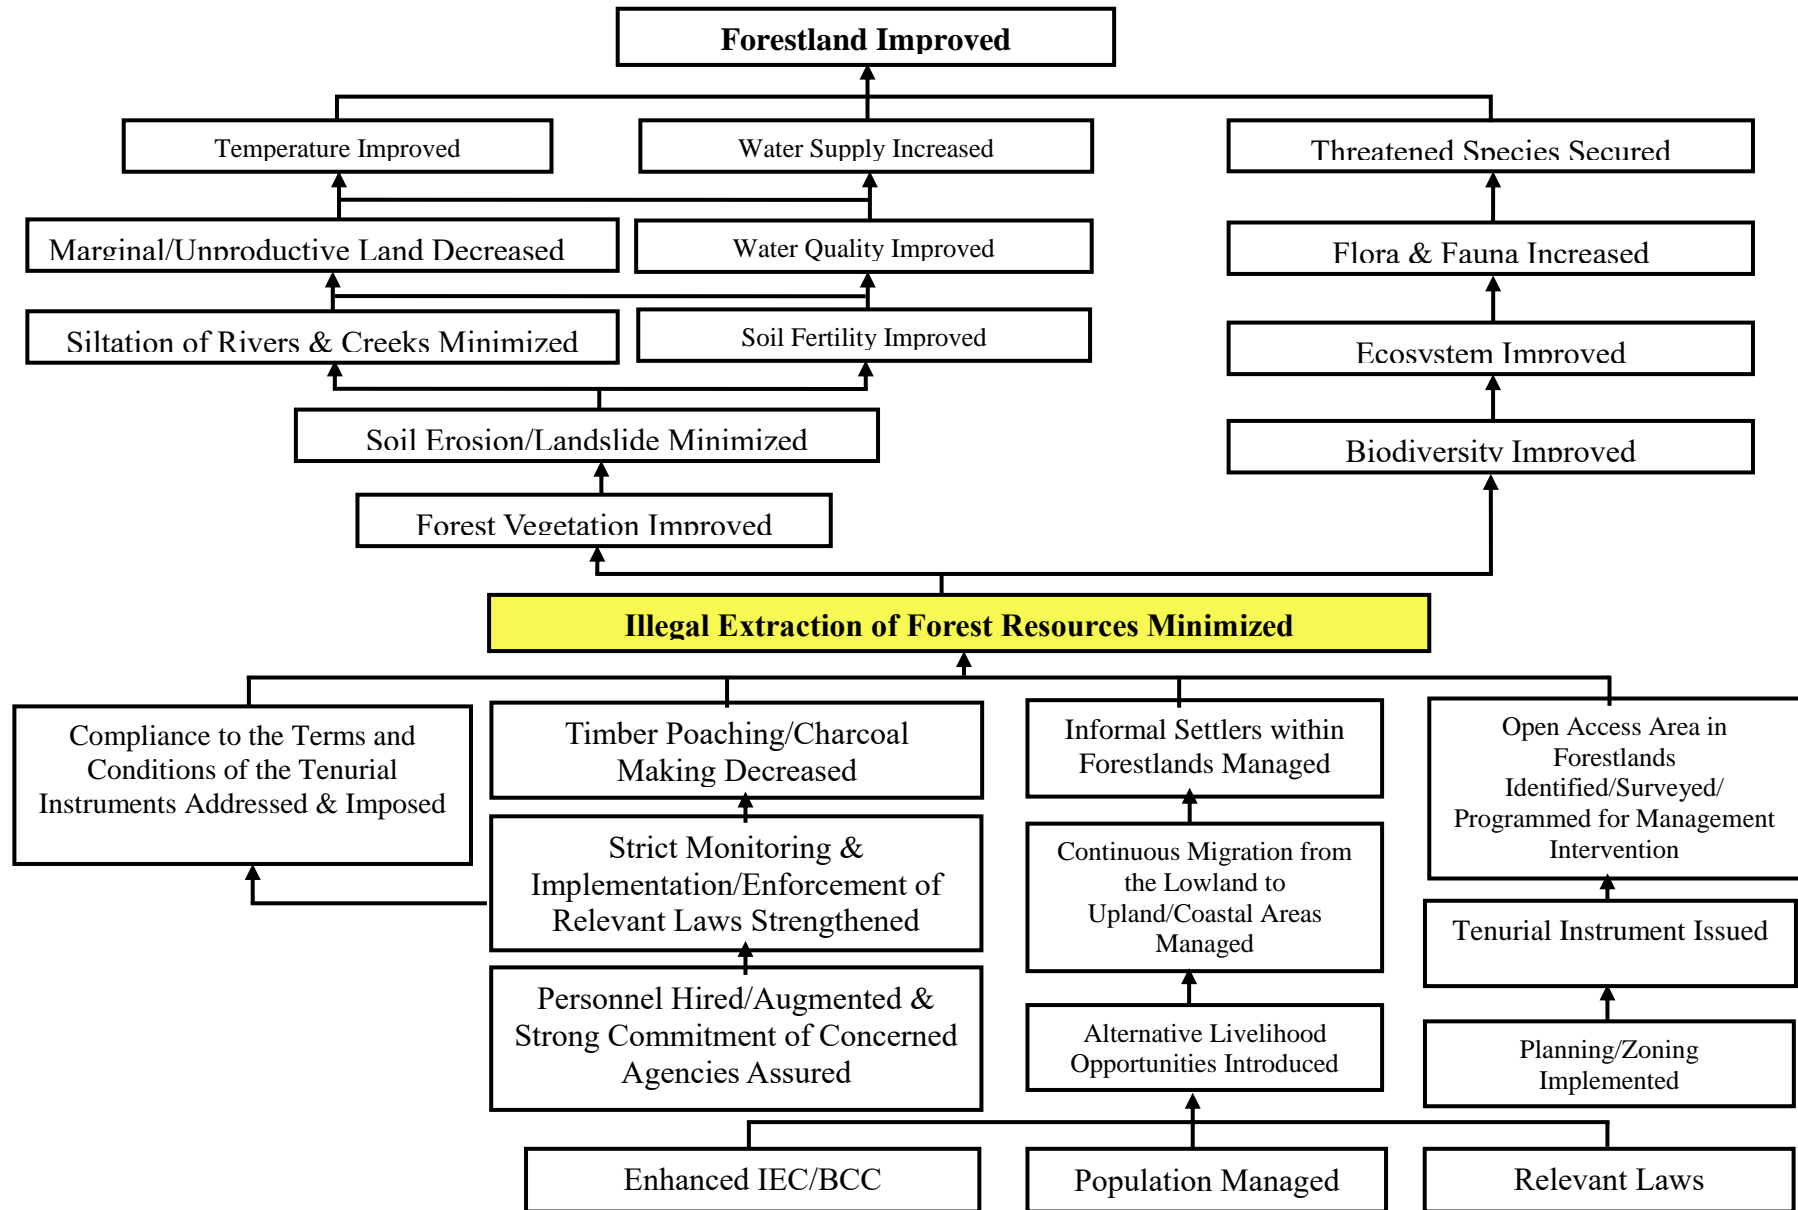 Forestland Improved
Temperature Improved
Water Supply Increased
Threatened Species Secured
Marginal/Unproductive Land Decreased
Water Quality Improved
Flora & Fauna Increased
Siltation of Rivers & Creeks Minimized
Soil Fertility Improved
Ecosystem Improved
Soil Erosion/Landslide Minimized
Biodiversity Improved
Forest Vegetation Improved
Illegal Extraction of Forest Resources Minimized
Compliance to the Terms and
Conditions of the Tenurial
Instruments Addressed & Imposed
Timber Poaching/Charcoal
Making Decreased
Informal Settlers within
Forestlands Managed
Open Access Area in
Forestlands
Identified/Surveyed/
Programmed for Management
Intervention
Strict Monitoring &
Implementation/Enforcement of
Relevant Laws Strengthened
Continuous Migration from
the Lowland to
Upland/Coastal Areas
Managed
Tenurial Instrument Issued
Personnel Hired/Augmented &
Strong Commitment of Concerned
Agencies Assured
Alternative Livelihood
Opportunities Introduced
Planning/Zoning
Implemented
Enhanced IEC/BCC
Population Managed
Relevant Laws